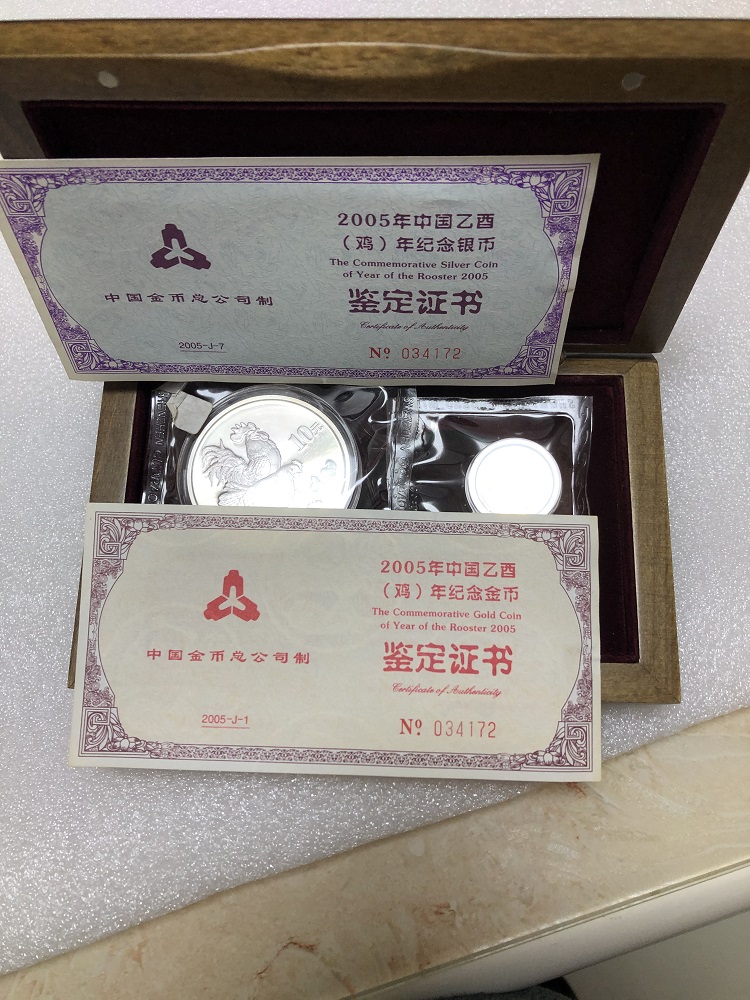 2005年中国乙酉
（鸡）年纪念银币
The Commemorative Silver Coin
of Year of the Rooster 2005
鉴定证书
Certificate of Authenticity
中国金币总公司制
2005-J-7
Nº 034172
10元
2005年中国乙酉
（鸡）年纪念金币
The Commemorative Gold Coin
of Year of the Rooster 2005
鉴定证书
Certificate of Authenticity
中国金币总公司制
2005-J-1
Nº 034172